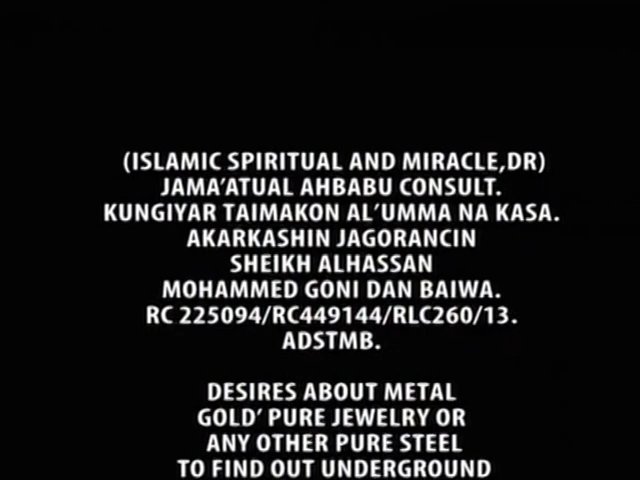 (ISLAMIC SPIRITUAL AND MIRACLE,DR)
JAMA'ATUAL AHBABU CONSULT.
KUNGIYAR TAIMAKON AL'UMMA NA KASA.
AKARKASHIN JAGORANCIN
SHEIKH ALHASSAN
MOHAMMED GONI DAN BAIWA.
RC 225094/RC449144/RLC260/13.
ADSTMB.
DESIRES ABOUT METAL
GOLD' PURE JEWELRY OR
ANY OTHER PURE STEEL
TO FIND OUT UNDERGROUND